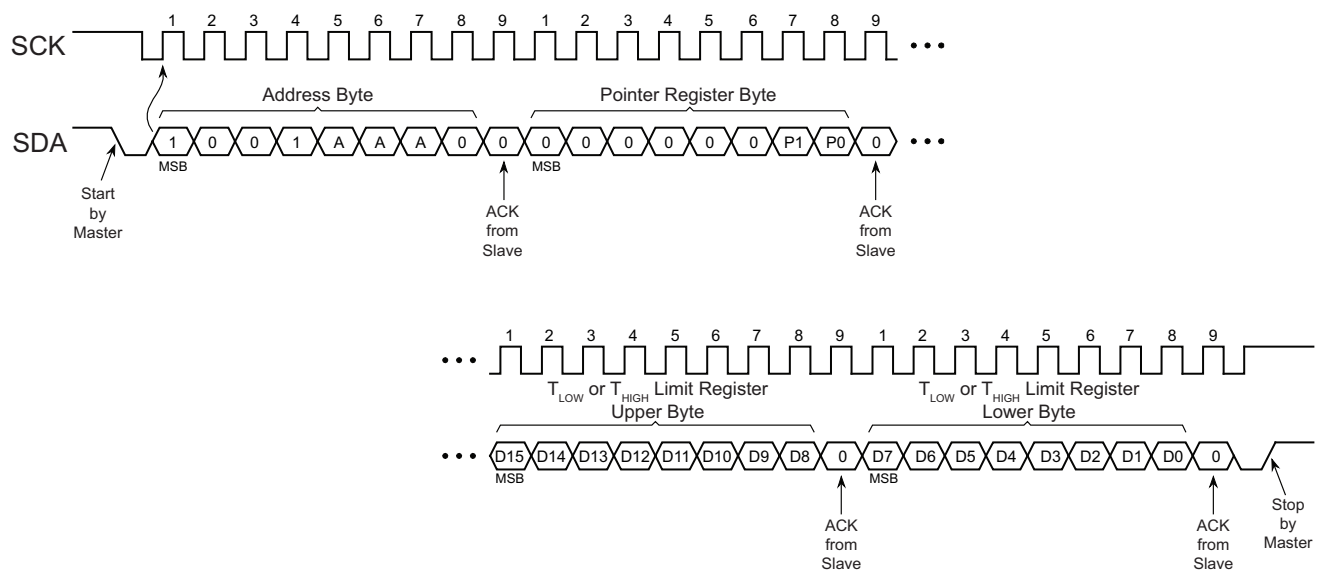 1 2 3 4 5 6 7 8 9 1 2 3 4 5 6 7 8 9
SCK
Address Byte Pointer Register Byte
SDA 1 0 0 1 A A A 0 0 0 0 0 0 0 0 P1 P0 0
MSB MSB
Start
by
Master
ACK
from
Slave
ACK
from
Slave
1 2 3 4 5 6 7 8 9 1 2 3 4 5 6 7 8 9
TLOW or THIGH Limit Register
Upper Byte
TLOW or THIGH Limit Register
Lower Byte
D15 D14 D13 D12 D11 D10 D9 D8 0 D7 D6 D5 D4 D3 D2 D1 D0 0
MSB MSB
ACK
from
Slave
ACK
from
Slave
Stop
by
Master